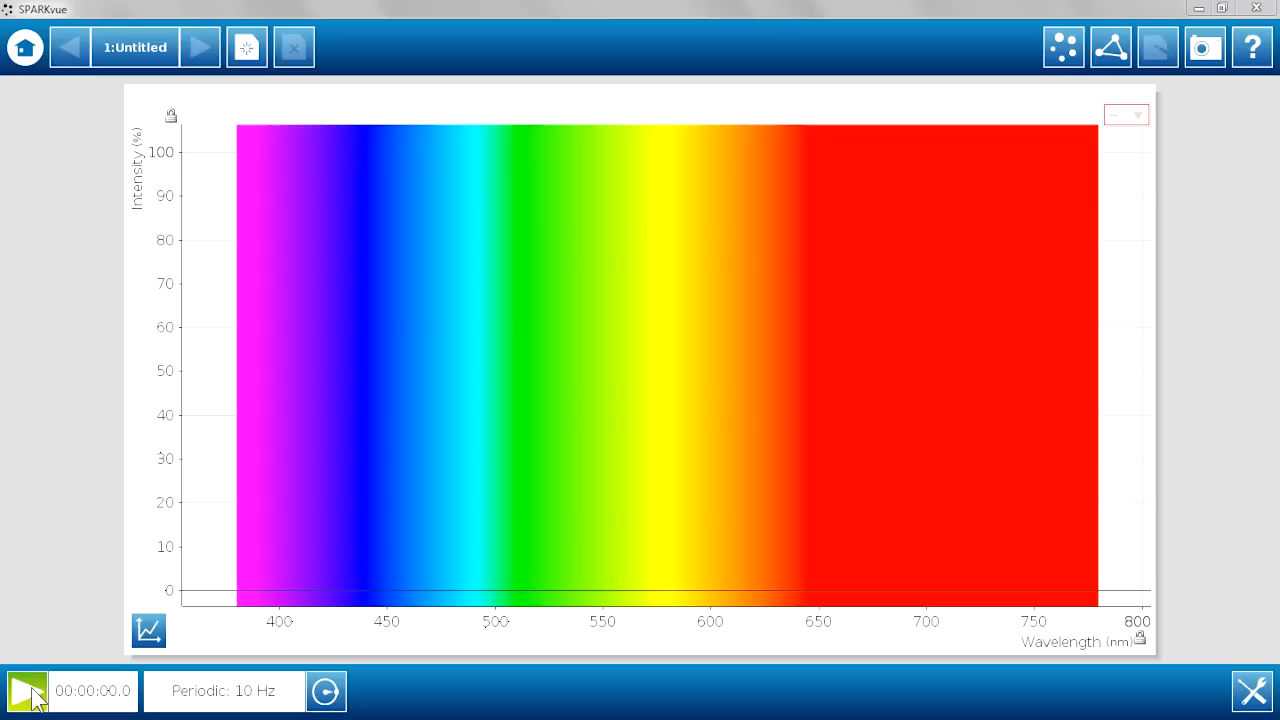 SPARKvue
1:Untitled
?
--
Intensity (%)
100
90
80
70
60
50
40
30
20
10
0
400 450 500 550 600 650 700 750 800
Wavelength (nm)
00:00:00.0
Periodic: 10 Hz